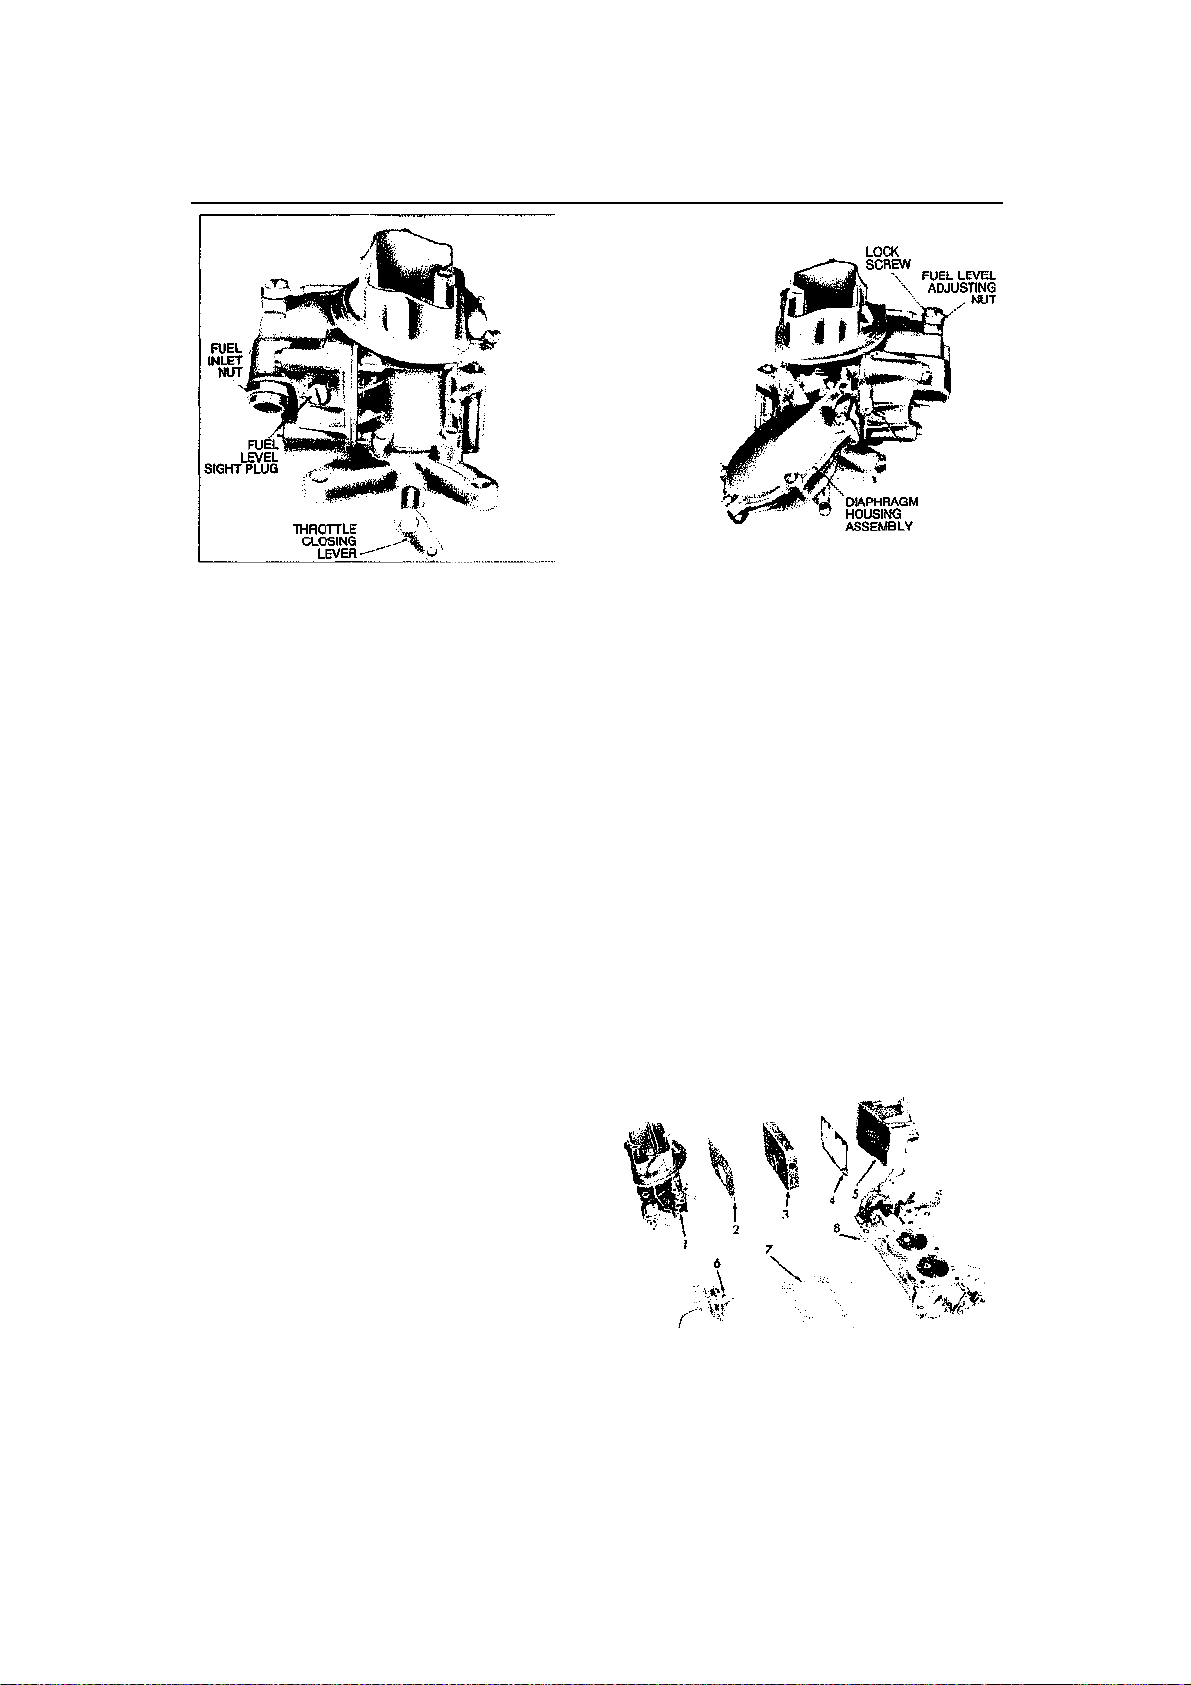 FUEL
INLET
NUT
FUEL
LEVEL
SIGHT PLUG
THROTTLE
CLOSING
LEVER
LOCK
SCREW
FUEL LEVEL
ADJUSTING
NUT
DIAPHRAGM
HOUSING
ASSEMBLY
1
2
3
4
5
6
7
8